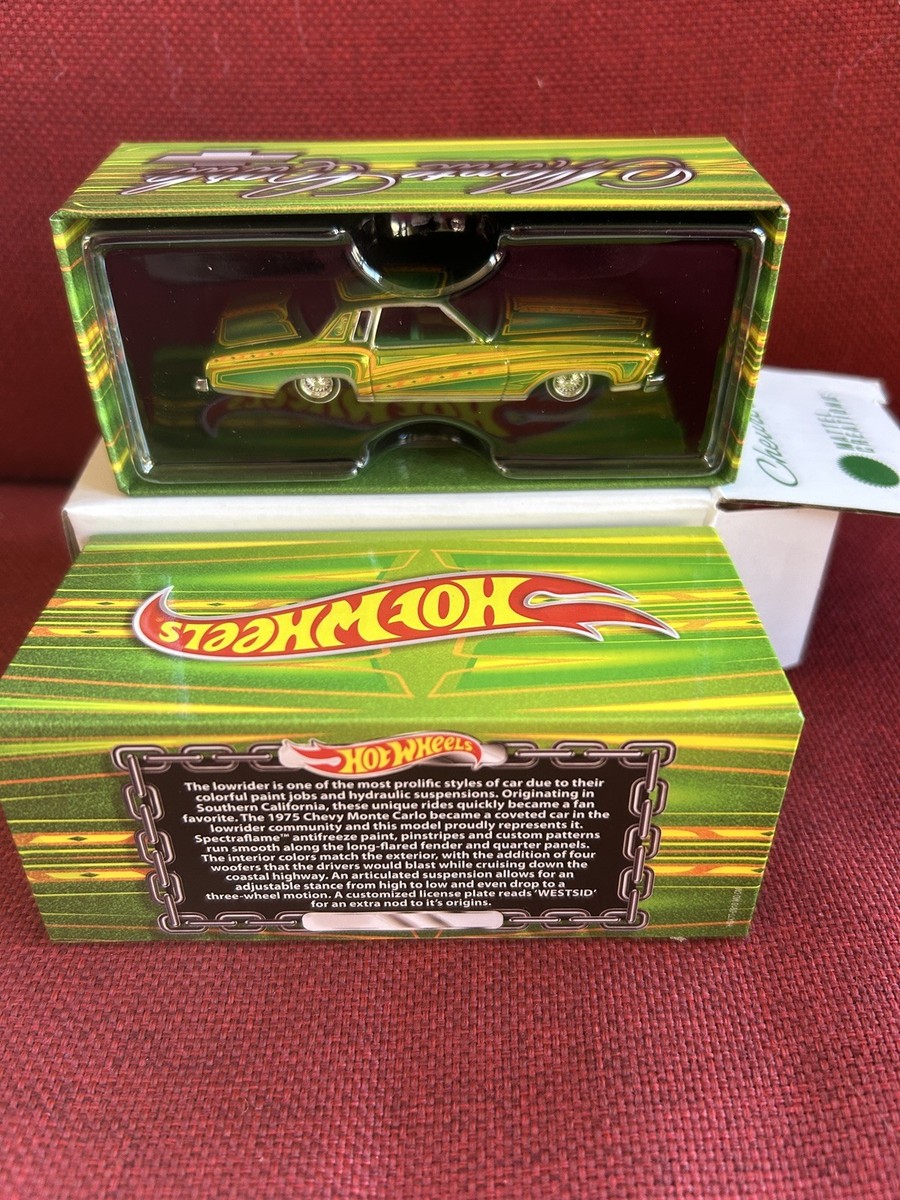 Monte Carlo
Chevr
MATTEL
CREATIONS
HOT WHEELS
HOT WHEELS
The lowrider is one of the most prolific styles of car due to their
colorful paint jobs and hydraulic suspensions. Originating in
Southern California, these unique rides quickly became a fan
favorite. The 1975 Chevy Monte Carlo became a coveted car in the
lowrider community and this model proudly represents it.
Spectraflame™ antifreeze paint, pinstripes and custom patterns
run smooth along the long-flared fender and quarter panels.
The interior colors match the exterior, with the addition of four
woofers that the drivers would blast while cruising down the
coastal highway. An articulated suspension allows for an
adjustable stance from high to low and even drop to a
three-wheel motion. A customized license plate reads 'WESTSID'
for an extra nod to it's origins.